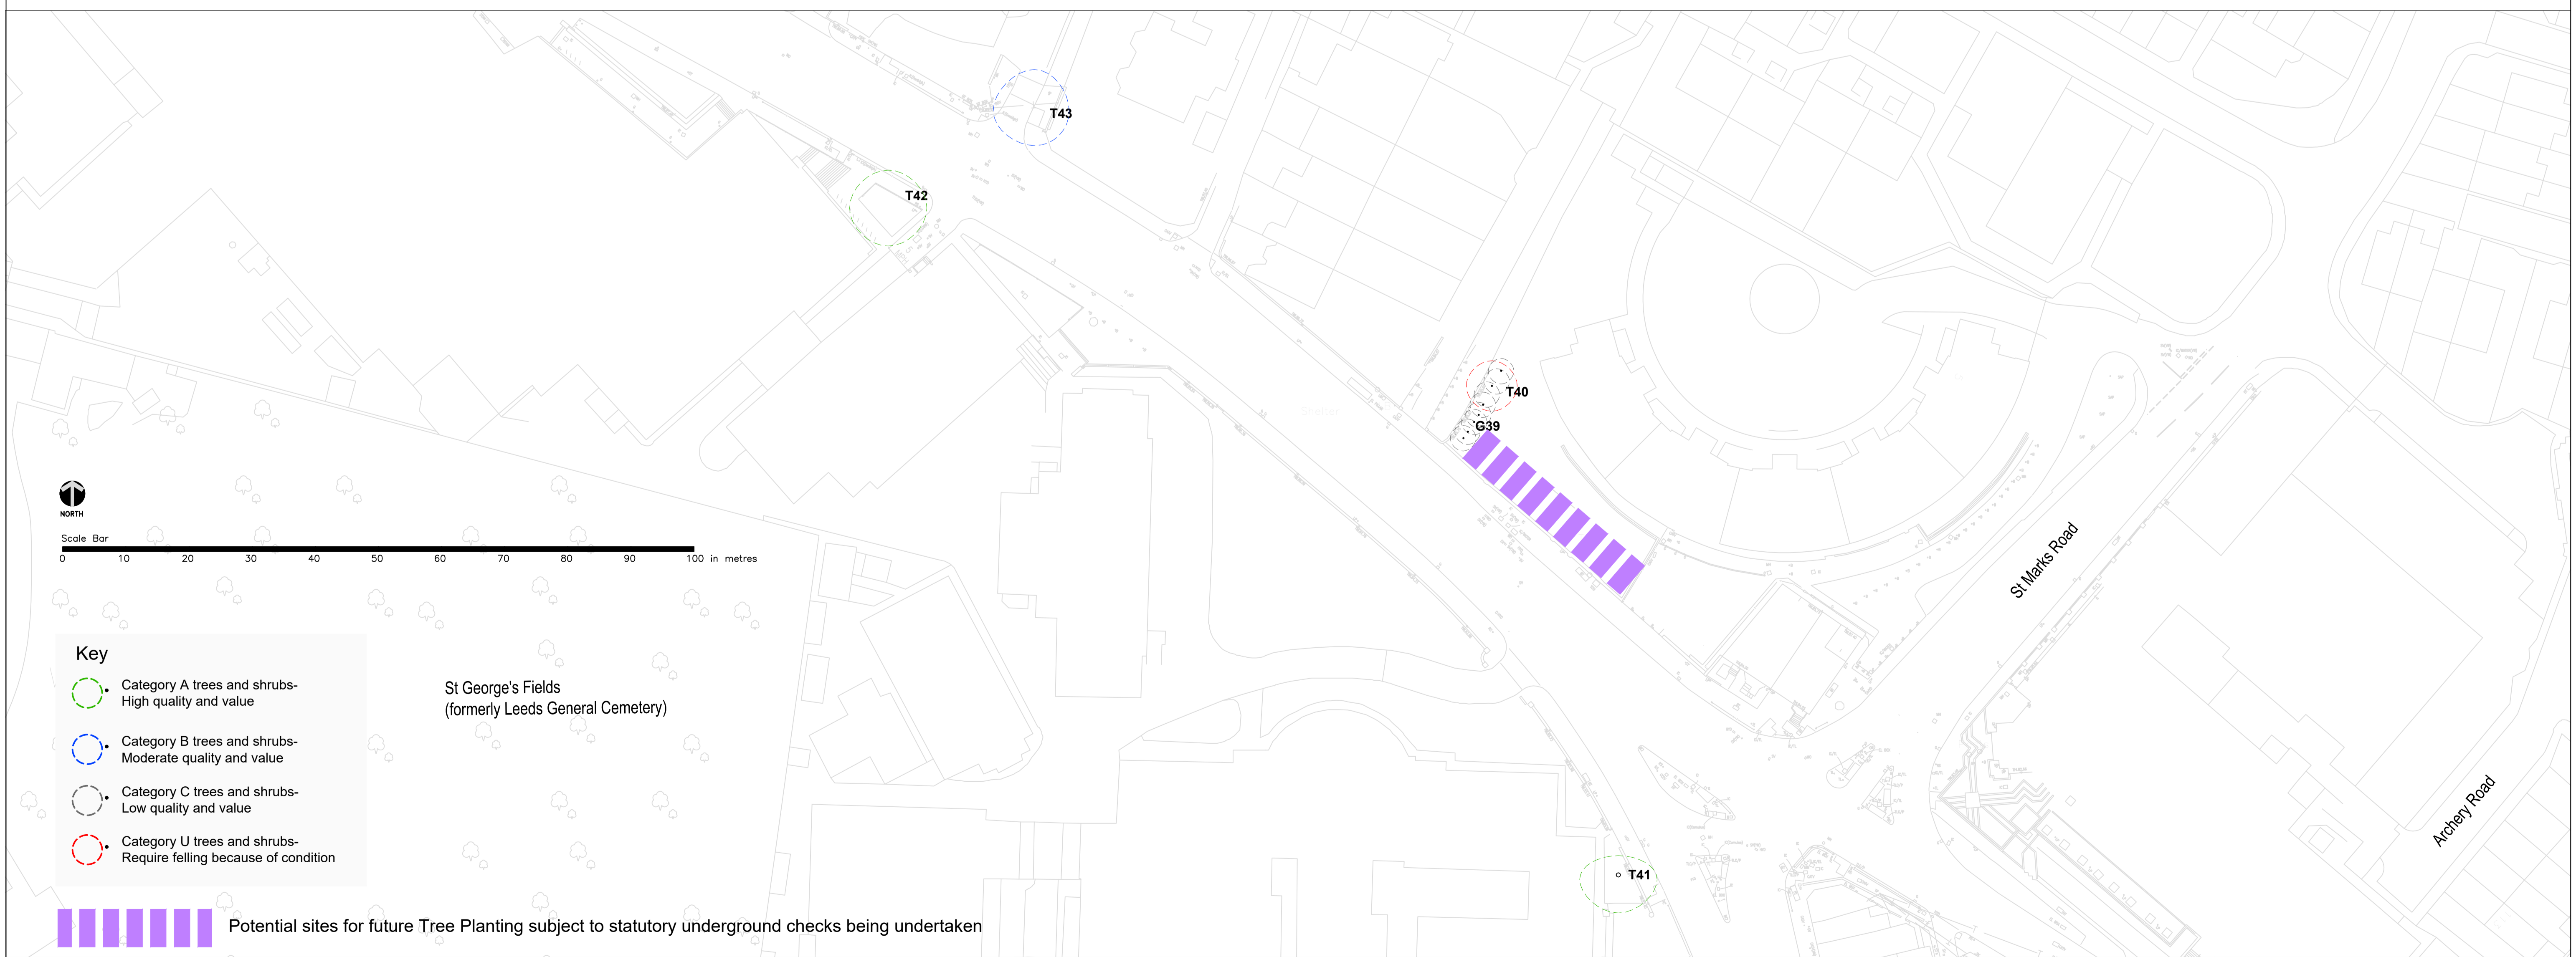 T43
T42
T40
G39
NORTH
Scale Bar
0 10 20 30 40 50 60 70 80 90 100 in metres
St Marks Road
Key
Category A trees and shrubs-
High quality and value
Category B trees and shrubs-
Moderate quality and value
Category C trees and shrubs-
Low quality and value
Category U trees and shrubs-
Require felling because of condition
St George's Fields
(formerly Leeds General Cemetery)
Archery Road
T41
Potential sites for future Tree Planting subject to statutory underground checks being undertaken